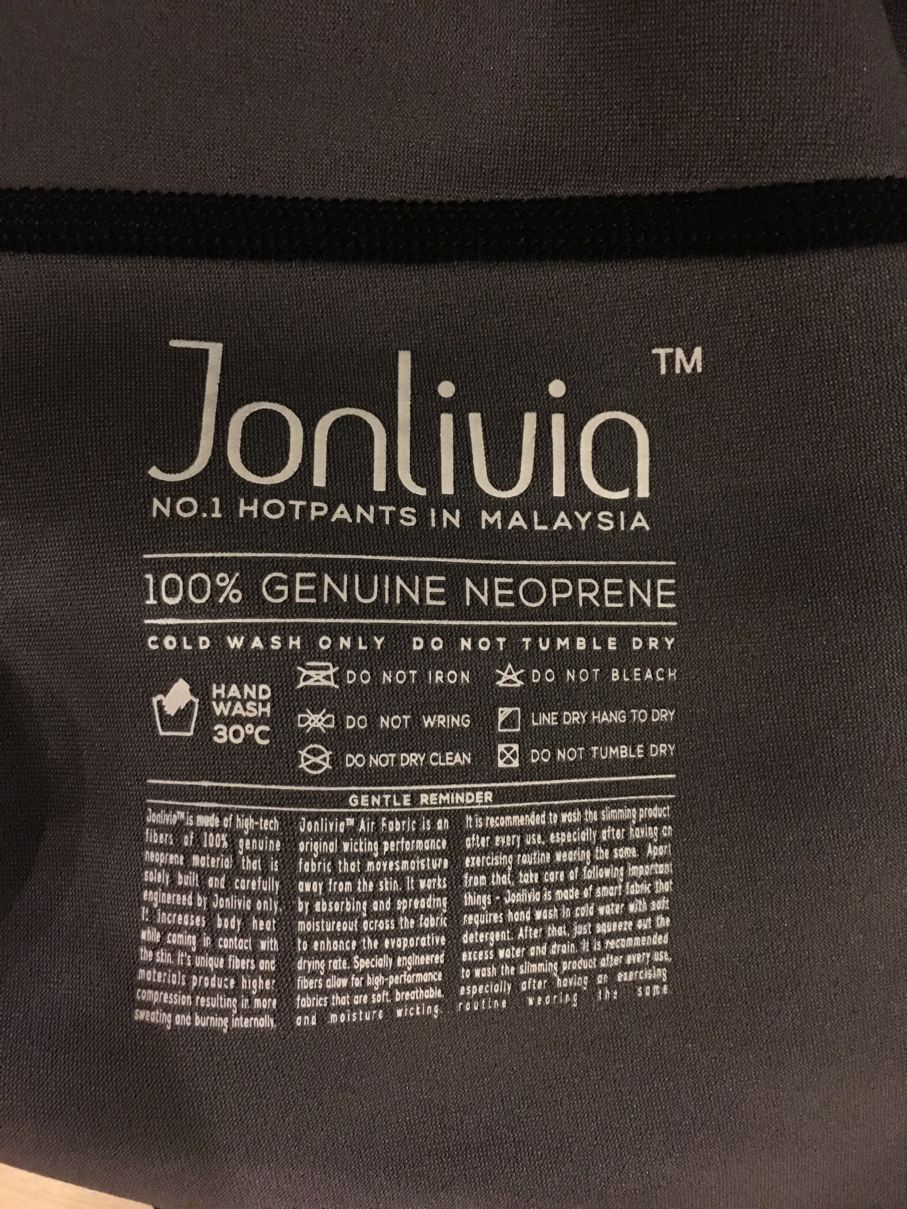 Jonlivia™
NO.1 HOTPANTS IN MALAYSIA
100% GENUINE NEOPRENE
COLD WASH ONLY DO NOT TUMBLE DRY
HAND
WASH
30°C
DO NOT IRON
DO NOT WRING
DO NOT DRY CLEAN
DO NOT BLEACH
LINE DRY HANG TO DRY
DO NOT TUMBLE DRY
GENTLE REMINDER
Jonlivia™ is made of high-tech
fibers of 100% genuine
neoprene material that is
solely built and carefully
engineered by Jonlivia only.
It increases body heat
while coming in contact with
the skin. It's unique fibers and
materials produce higher
compression resulting in more
sweating and burning internally.
Jonlivia™ Air Fabric is an
original wicking performance
fabric that movesmoisture
away from the skin. It works
by absorbing and spreading
moistureout across the fabric
to enhance the evaporative
drying rate. Specially engineered
fibers allow for high-performance
fabrics that are soft, breathable,
and moisture wicking.
It is recommended to wash the slimming product
after every use, especially after having an
exercising routine wearing the same. Apart
from that, take care of following important
things - Jonlivia is made of smart fabric that
requires hand wash in cold water with soft
detergent. After that, just squeeze out the
excess water and drain. It is recommended
to wash the slimming product after every use,
especially after having an exercising
routine wearing the same